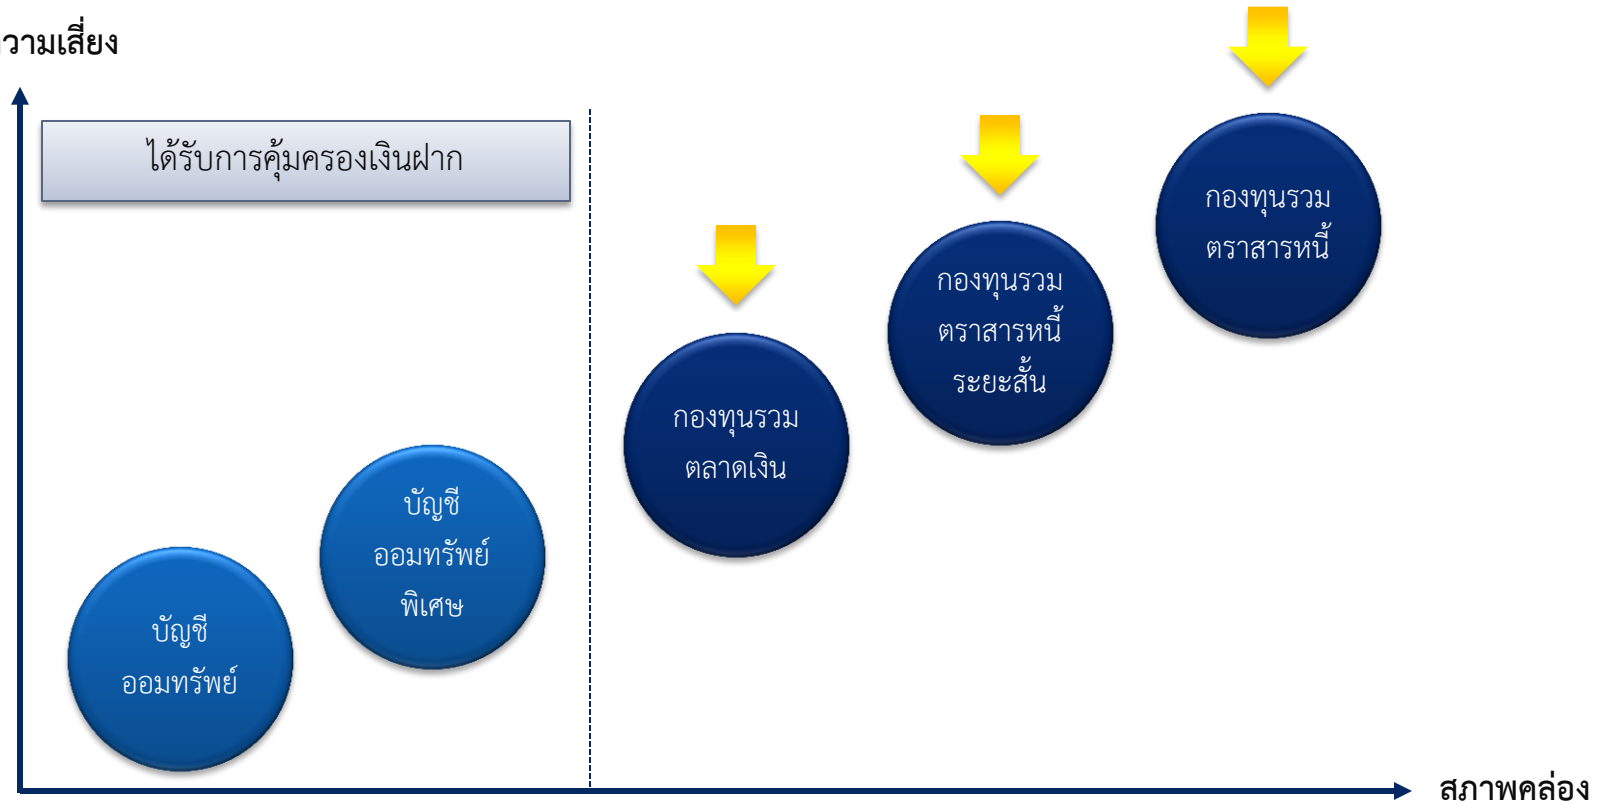 วามเสี่ยง
ได้รับการคุ้มครองเงินฝาก
กองทุนรวม
ตราสารหนี้
กองทุนรวม
ตราสารหนี้
ระยะสั้น
กองทุนรวม
ตลาดเงิน
บัญชี
ออมทรัพย์
พิเศษ
บัญชี
ออมทรัพย์
สภาพคล่อง